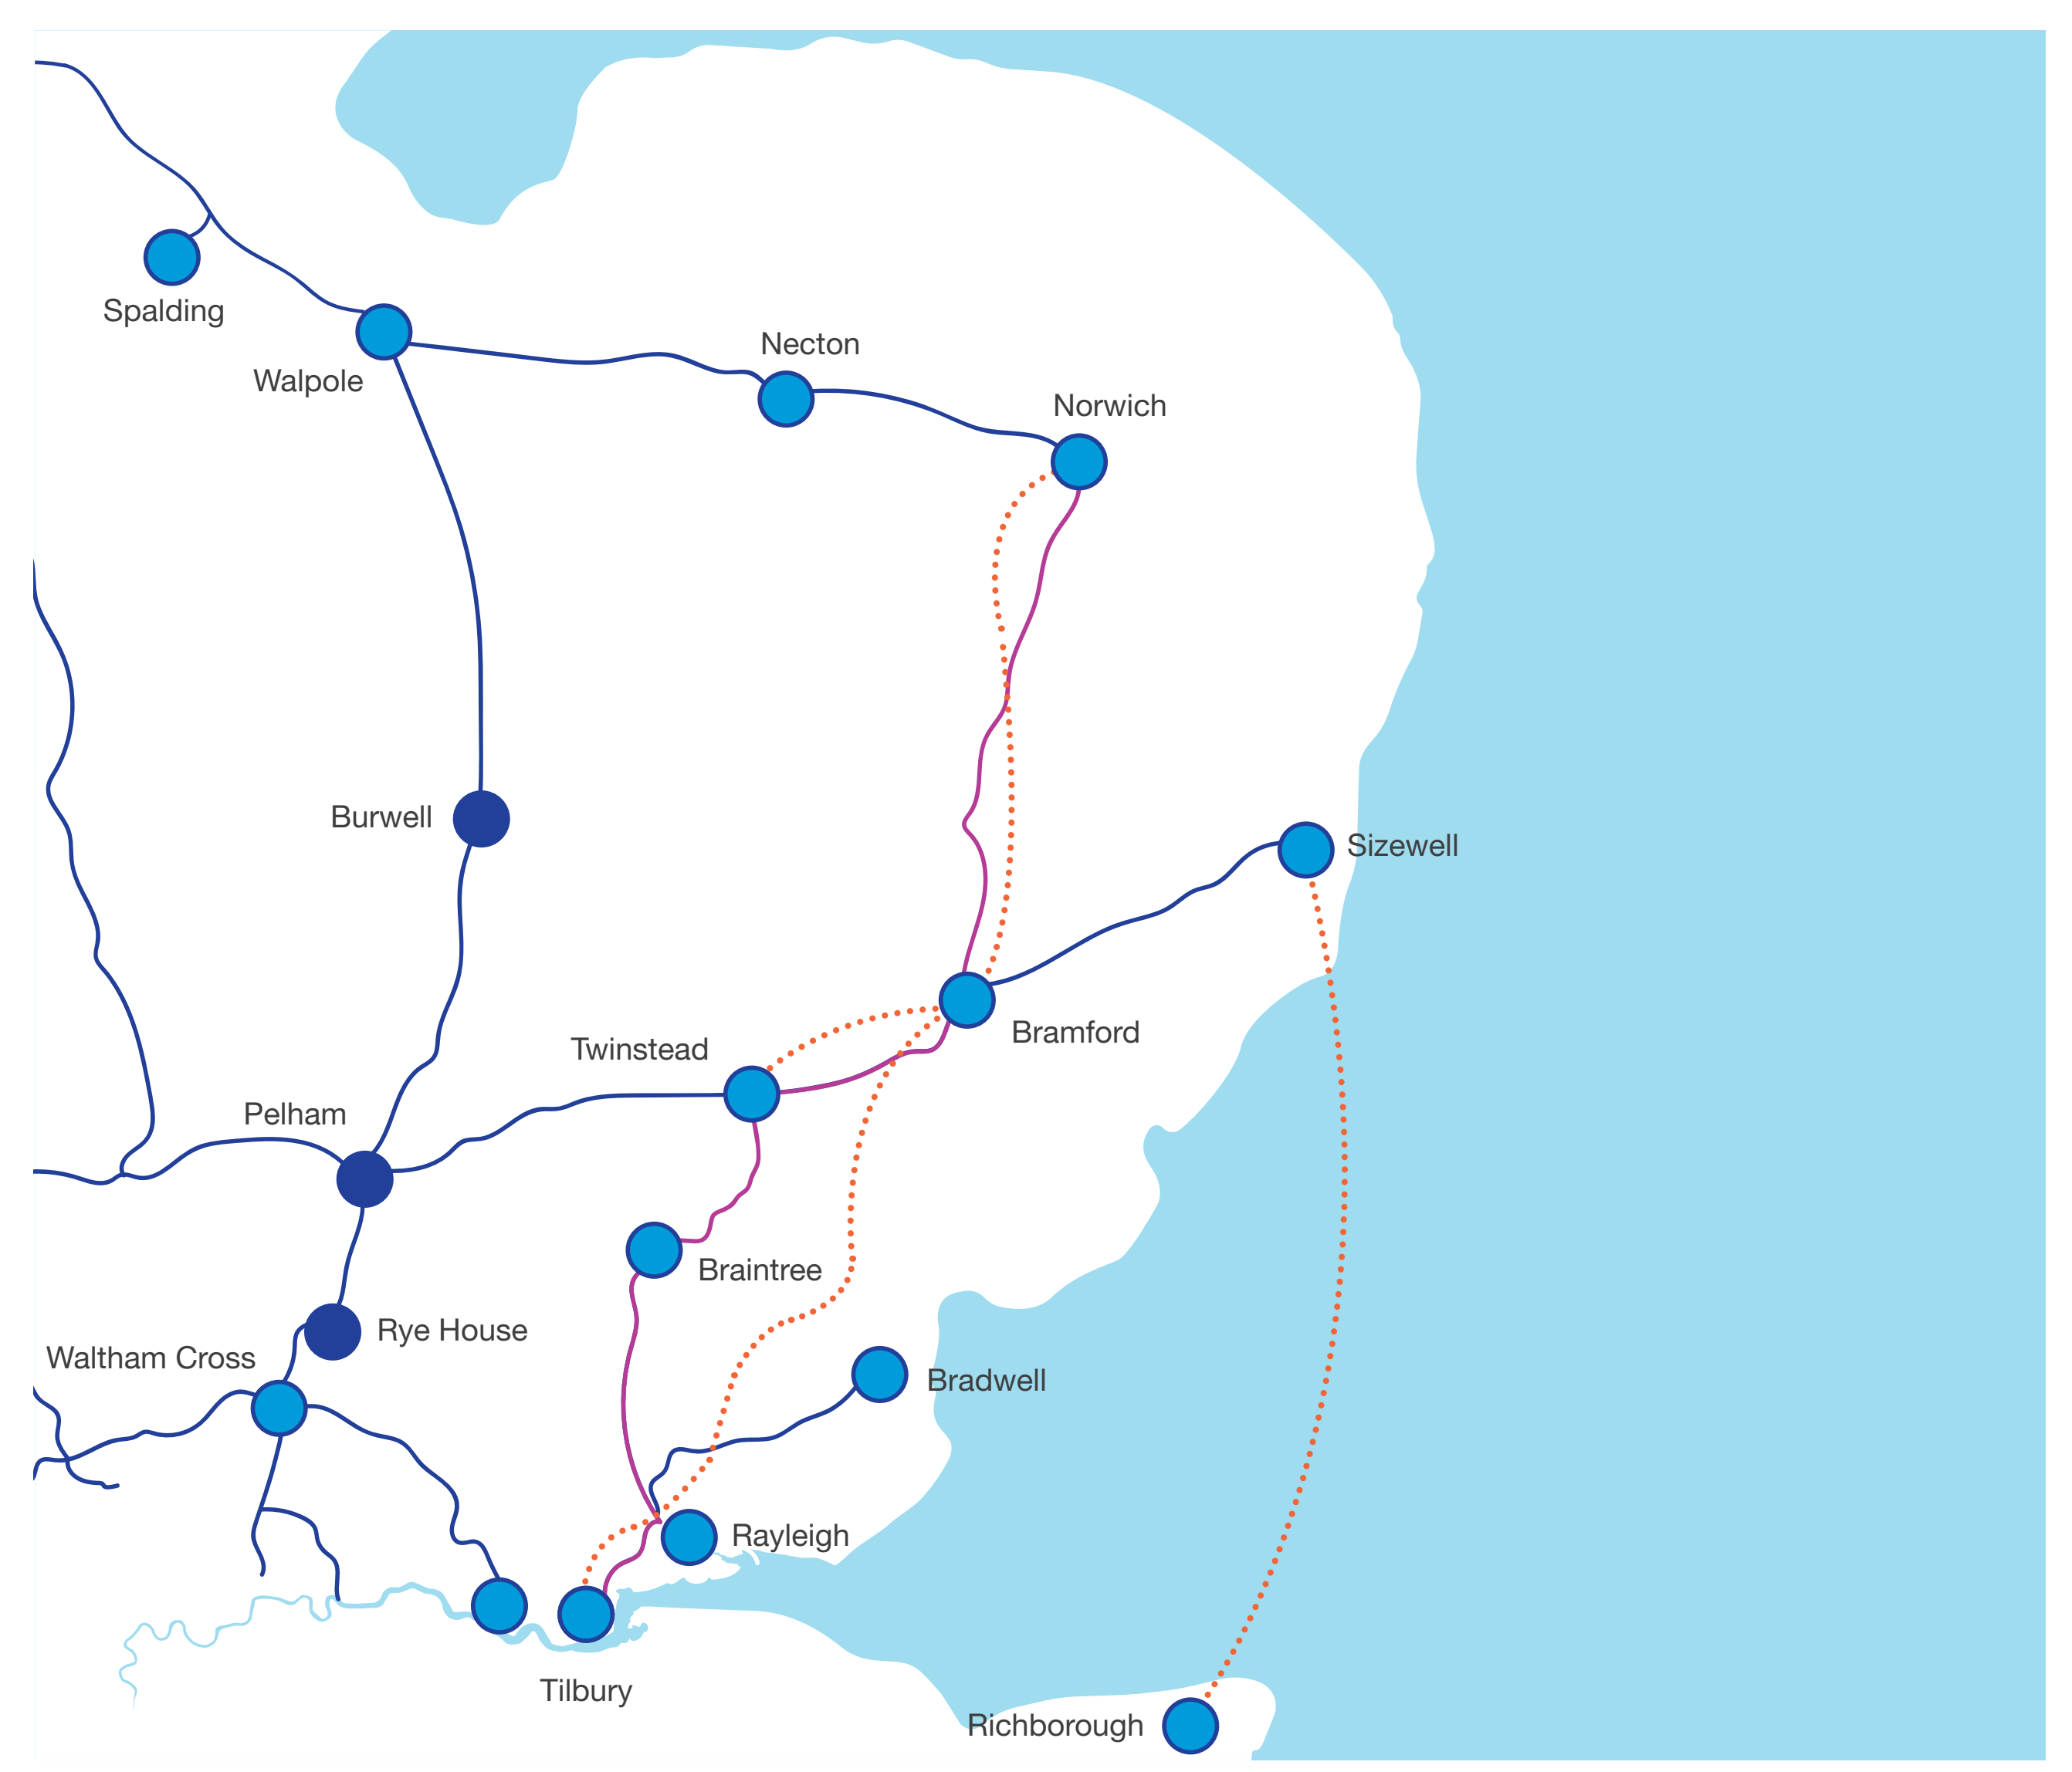 Spalding
Necton
Walpole
Norwich
Burwell
Sizewell
Bramford
Twinstead
Pelham
Braintree
Rye House
Waltham Cross
Bradwell
Rayleigh
Tilbury
Richborough